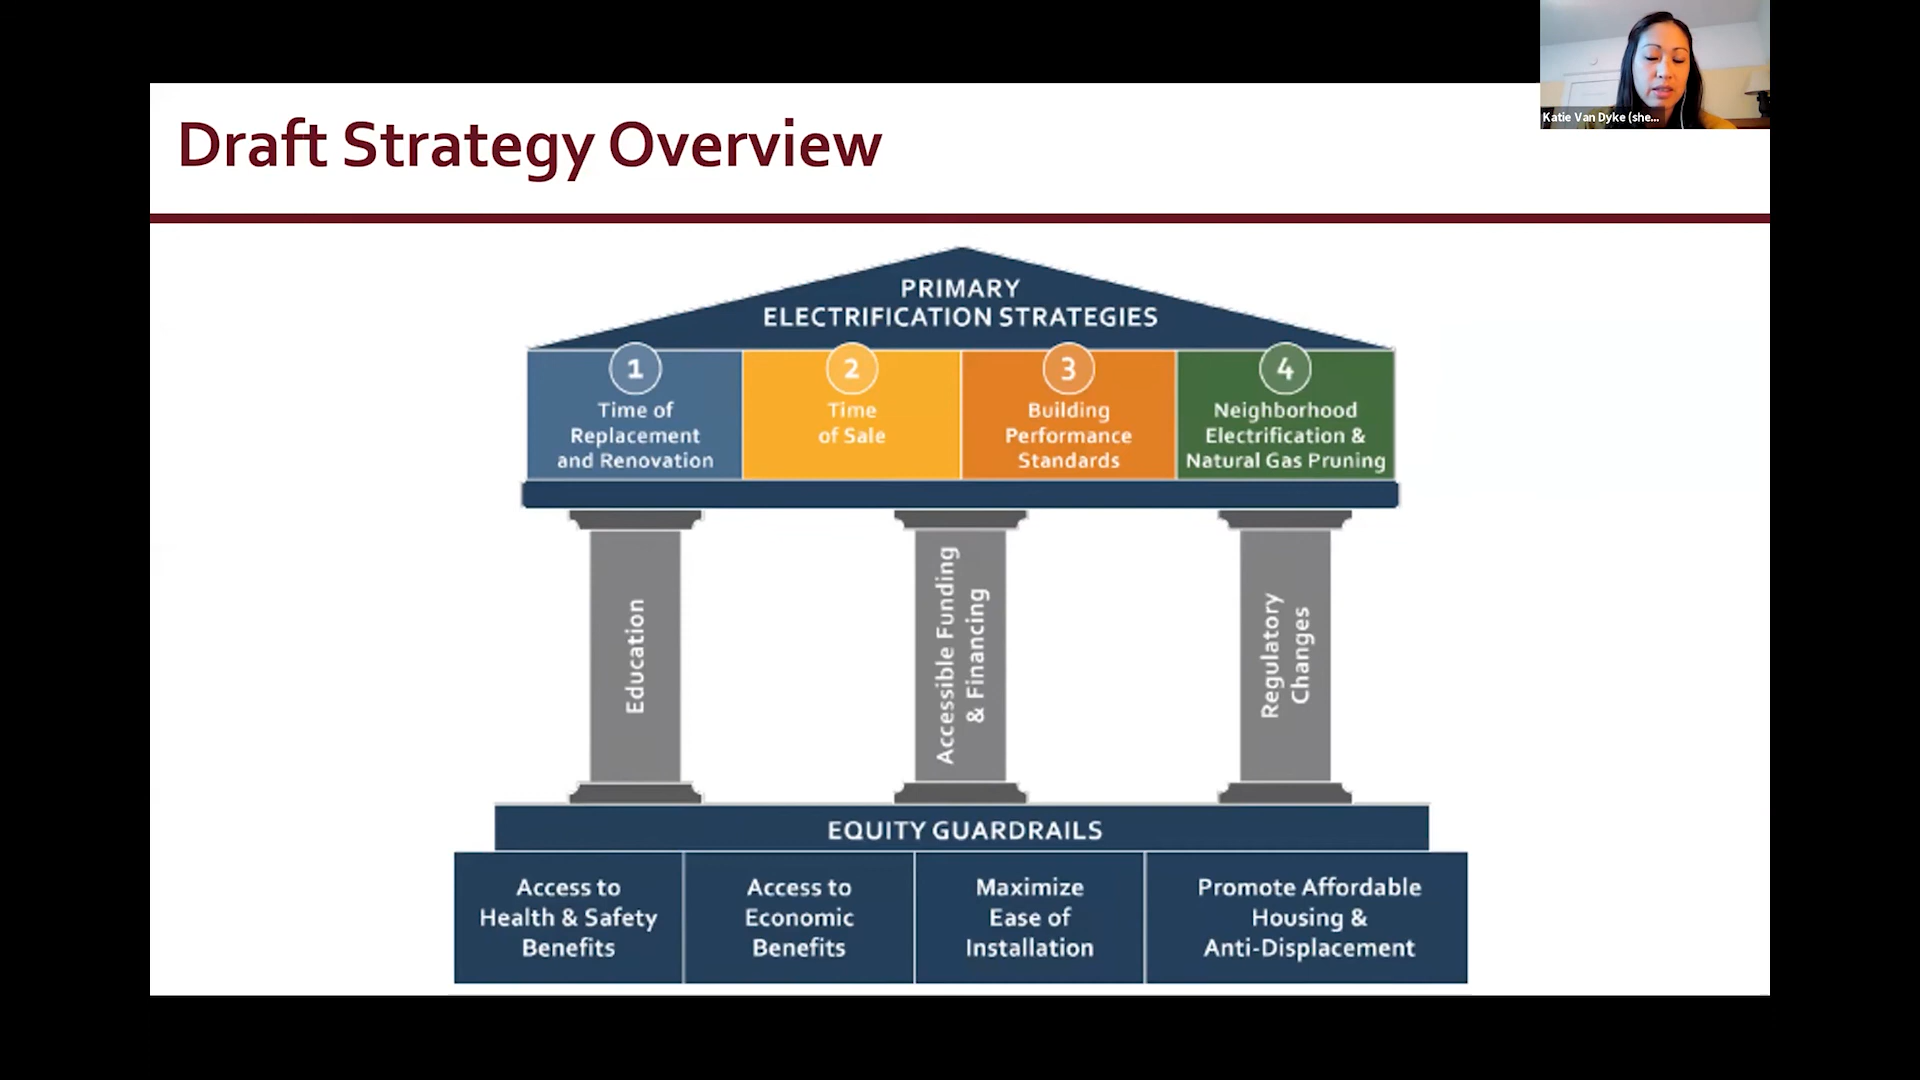 Katie Van Dyke (she...
Draft Strategy Overview
PRIMARY
ELECTRIFICATION STRATEGIES
1
Time of
Replacement
and Renovation
2
Time
of Sale
3
Building
Performance
Standards
4
Neighborhood
Electrification &
Natural Gas Pruning
Education
Accessible Funding
& Financing
Regulatory
Changes
EQUITY GUARDRAILS
Access to
Health & Safety
Benefits
Access to
Economic
Benefits
Maximize
Ease of
Installation
Promote Affordable
Housing &
Anti-Displacement